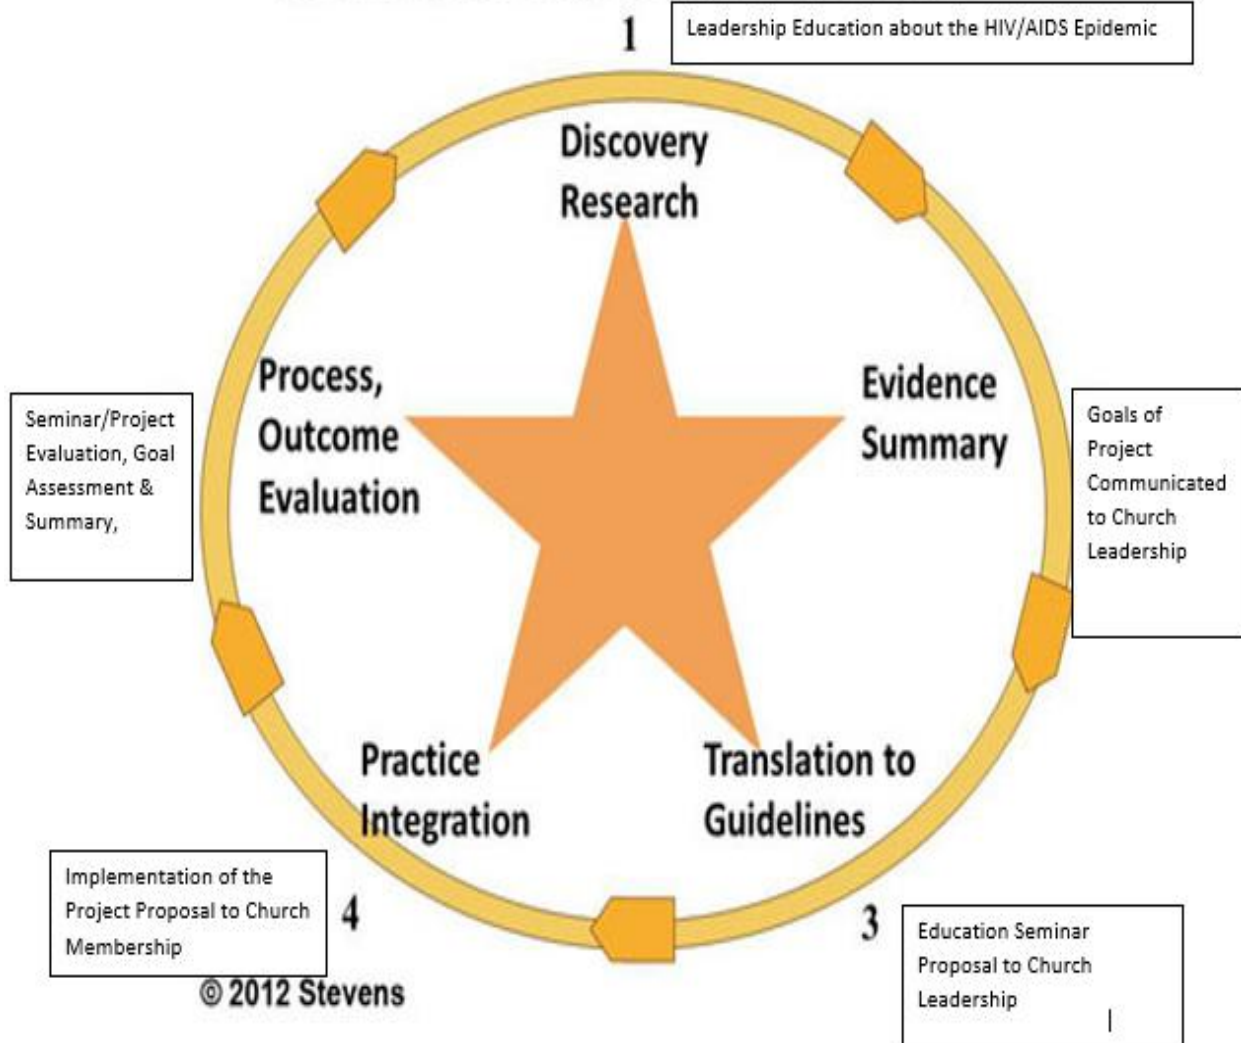 1
Leadership Education about the HIV/AIDS Epidemic
Discovery
Research
Evidence
Summary
Goals of
Project
Communicated
to Church
Leadership
Translation to
Guidelines
3
Education Seminar
Proposal to Church
Leadership
Practice
Integration
4
Implementation of the
Project Proposal to Church
Membership
Process,
Outcome
Evaluation
Seminar/Project
Evaluation, Goal
Assessment &
Summary,
© 2012 Stevens